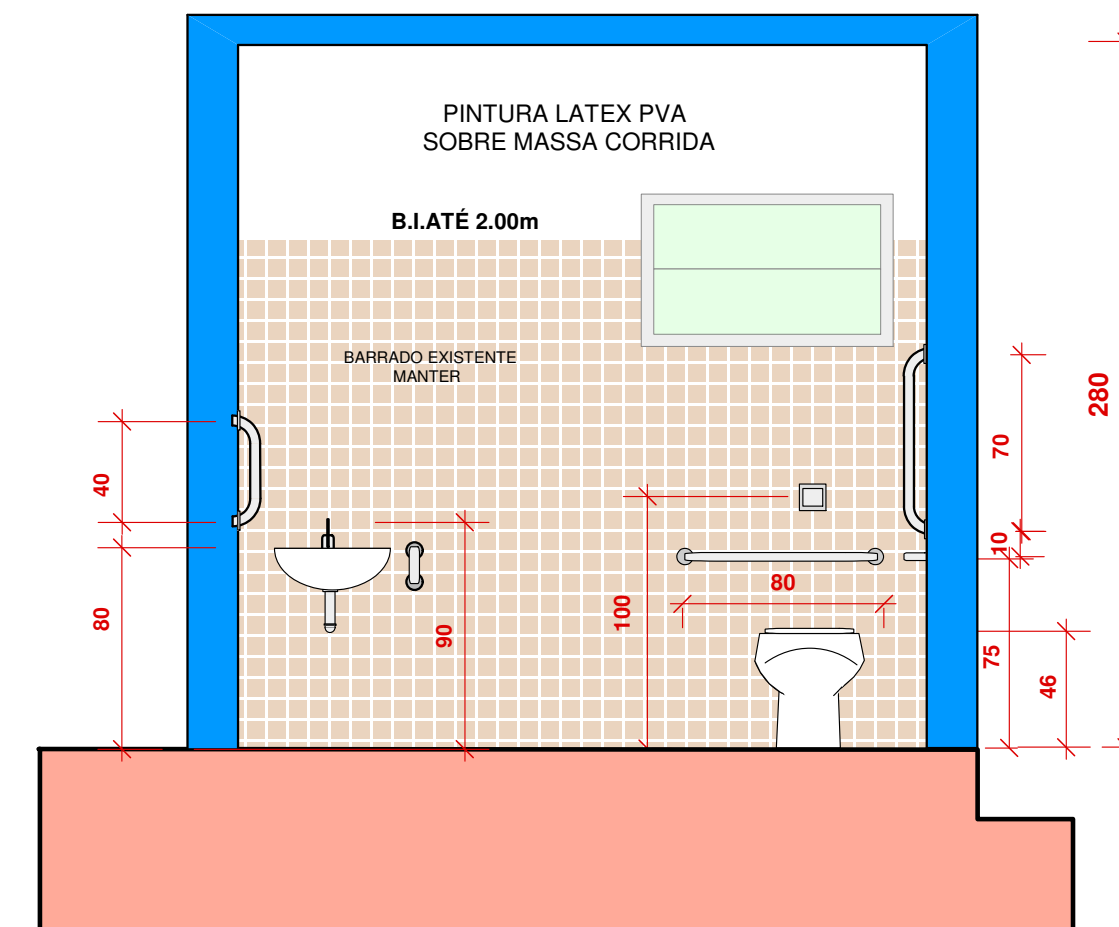 PINTURA LATEX PVA
SOBRE MASSA CORRIDA
B.I.ATÉ 2.00m
BARRADO EXISTENTE
MANTER
280
70
40
10
80
80
100
90
75
46